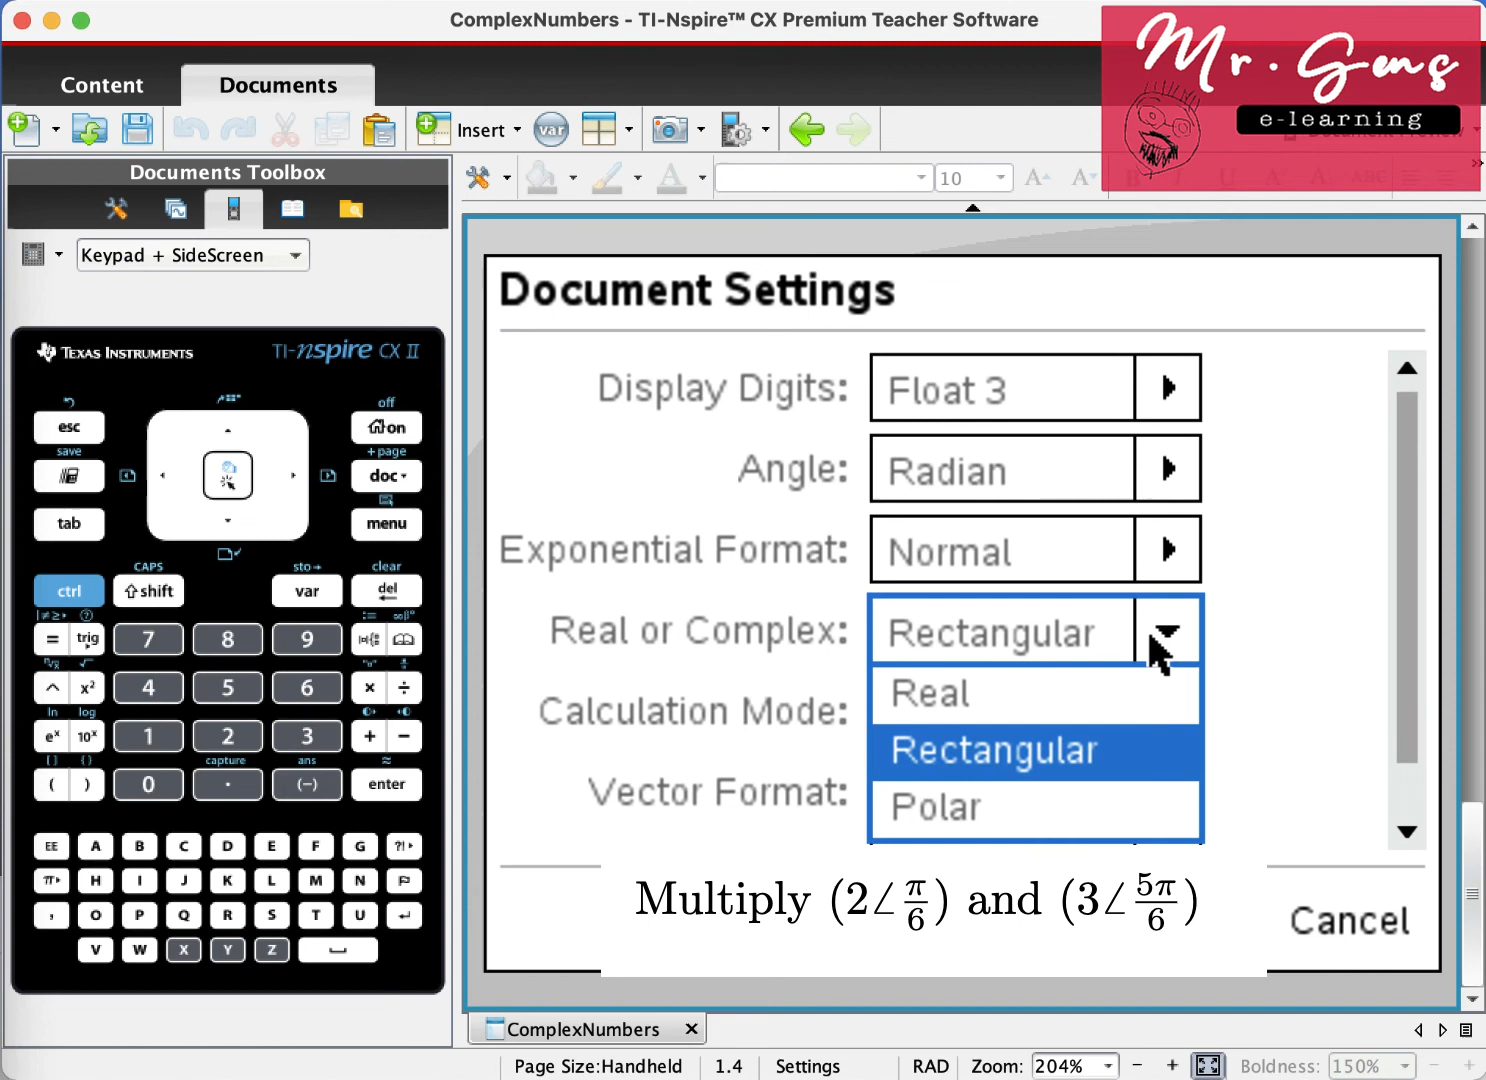 ComplexNumbers - TI-Nspire™ CX Premium Teacher Software
Mr. Gens
e-learning
Content
Documents
Insert
var
Documents Toolbox
10
Keypad + SideScreen
Document Settings
Display Digits: Float 3
Angle: Radian
Exponential Format: Normal
Real or Complex: Rectangular
Real
Calculation Mode:
Rectangular
Vector Format:
Polar
Multiply (2∠π/6) and (3∠5π/6)
Cancel
TEXAS INSTRUMENTS TI-nspire CX II
off
esc on
save + page
doc
tab menu
CAPS sto→ clear
ctrl shift var del
= trig 7 8 9
^ x² 4 5 6 × ÷
ln log
eˣ 10ˣ 1 2 3 + −
[ ] { } capture ans ≈
( ) 0 . (−) enter
EE A B C D E F G ?!▸
π▸ H I J K L M N
, O P Q R S T U ↵
V W X Y Z
ComplexNumbers
Page Size:Handheld 1.4 Settings RAD Zoom: 204% − + Boldness: 150% − +